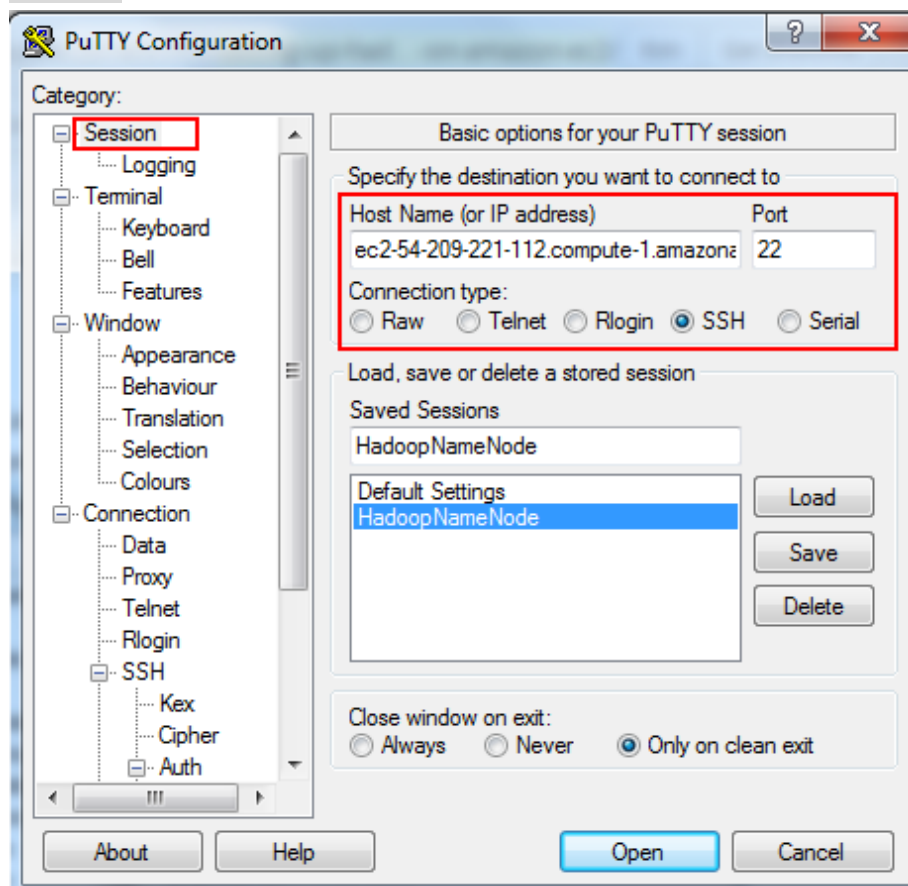 PuTTY Configuration
Category:
Session
Logging
Terminal
Keyboard
Bell
Features
Window
Appearance
Behaviour
Translation
Selection
Colours
Connection
Data
Proxy
Telnet
Rlogin
SSH
Kex
Cipher
Auth
Basic options for your PuTTY session
Specify the destination you want to connect to
Host Name (or IP address) Port
ec2-54-209-221-112.compute-1.amazona 22
Connection type:
Raw Telnet Rlogin SSH Serial
Load, save or delete a stored session
Saved Sessions
HadoopNameNode
Default Settings
HadoopNameNode
Load
Save
Delete
Close window on exit:
Always Never Only on clean exit
About Help Open Cancel